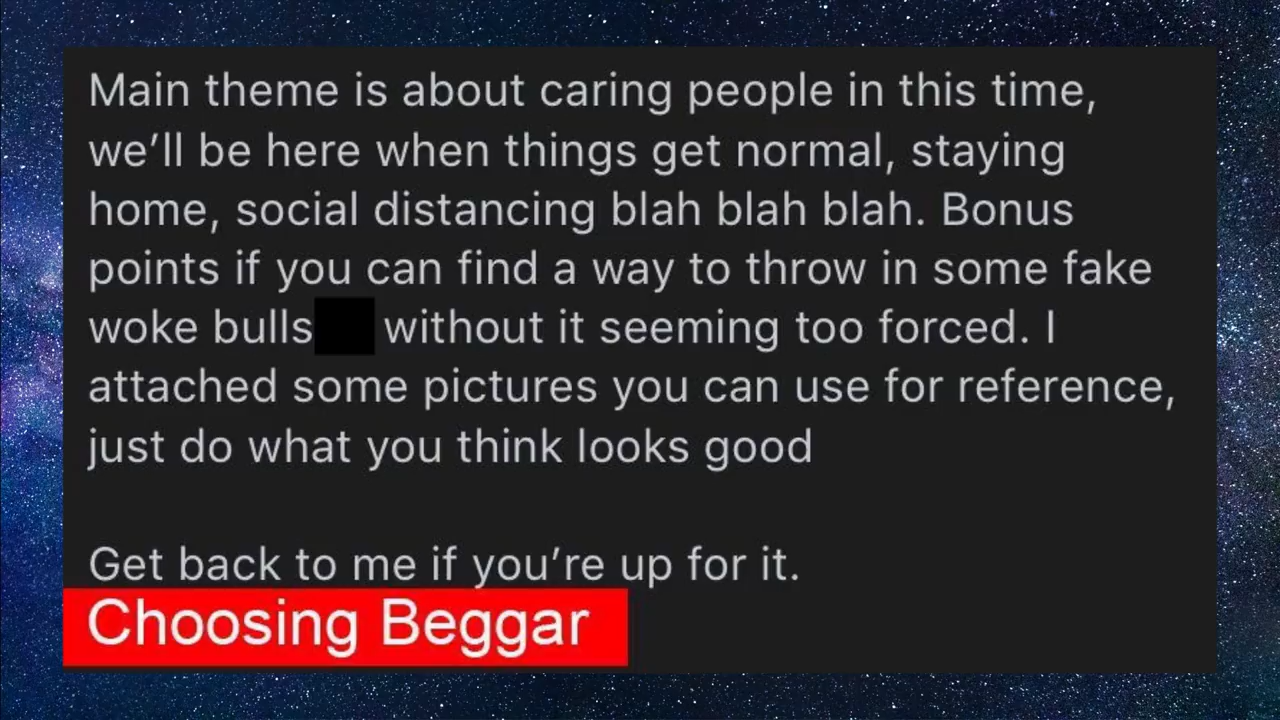 Main theme is about caring people in this time,
we’ll be here when things get normal, staying
home, social distancing blah blah blah. Bonus
points if you can find a way to throw in some fake
woke bulls without it seeming too forced. I
attached some pictures you can use for reference,
just do what you think looks good
Get back to me if you’re up for it.
Choosing Beggar